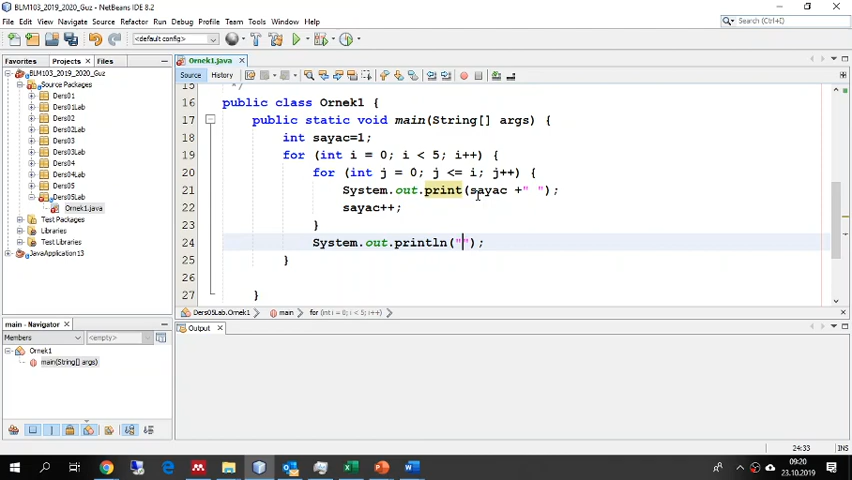 BLM103_2019_2020_Guz - NetBeans IDE 8.2
File Edit View Navigate Source Refactor Run Debug Profile Team Tools Window Help
Search (Ctrl+I)
<default config>
Favorites Projects Files
BLM103_2019_2020_Guz
Source Packages
Ders01
Ders01Lab
Ders02
Ders02Lab
Ders03
Ders03Lab
Ders04
Ders04Lab
Ders05
Ders05Lab
Ornek1.java
Test Packages
Libraries
Test Libraries
JavaApplication13
main - Navigator
Members <empty>
Ornek1
main(String[] args)
Ornek1.java
Source History
15 */
16 public class Ornek1 {
17 public static void main(String[] args) {
18 int sayac=1;
19 for (int i = 0; i < 5; i++) {
20 for (int j = 0; j <= i; j++) {
21 System.out.print(sayac +" ");
22 sayac++;
23 }
24 System.out.println("");
25 }
26
27 }
Ders05Lab.Ornek1 main for (int i = 0; i < 5; i++)
Output
24:33 INS
09:20
23.10.2019